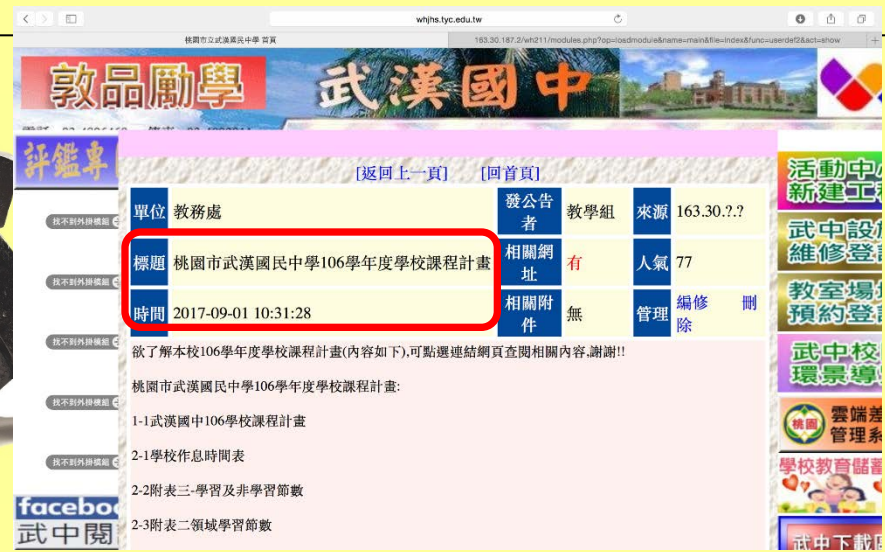 whjhs.tyc.edu.tw
桃園市立武漢國民中學 首頁
163.30.187.2/wh211/modules.php?op=loadmodule&name=main&file=index&func=userdef2&act=show
敦品勵學
武漢國中
評鑑專
[返回上一頁] [回首頁]
單位 教務處 發公告者 教學組 來源 163.30.?.?
標題 桃園市武漢國民中學106學年度學校課程計畫 相關網址 有 人氣 77
時間 2017-09-01 10:31:28 相關附件 無 管理 編修 刪除
欲了解本校106學年度學校課程計畫(內容如下),可點選連結網頁查閱相關內容,謝謝!!
桃園市武漢國民中學106學年度學校課程計畫:
1-1武漢國中106學校課程計畫
2-1學校作息時間表
2-2附表三-學習及非學習節數
2-3附表二領域學習節數
找不到外掛模組
找不到外掛模組
找不到外掛模組
找不到外掛模組
找不到外掛模組
facebo
武中閱
活動中
新建工
武中設
維修登
教室場
預約登
武中校
環景導
桃園
雲端差
管理系
學校教育儲蓄
武中下載